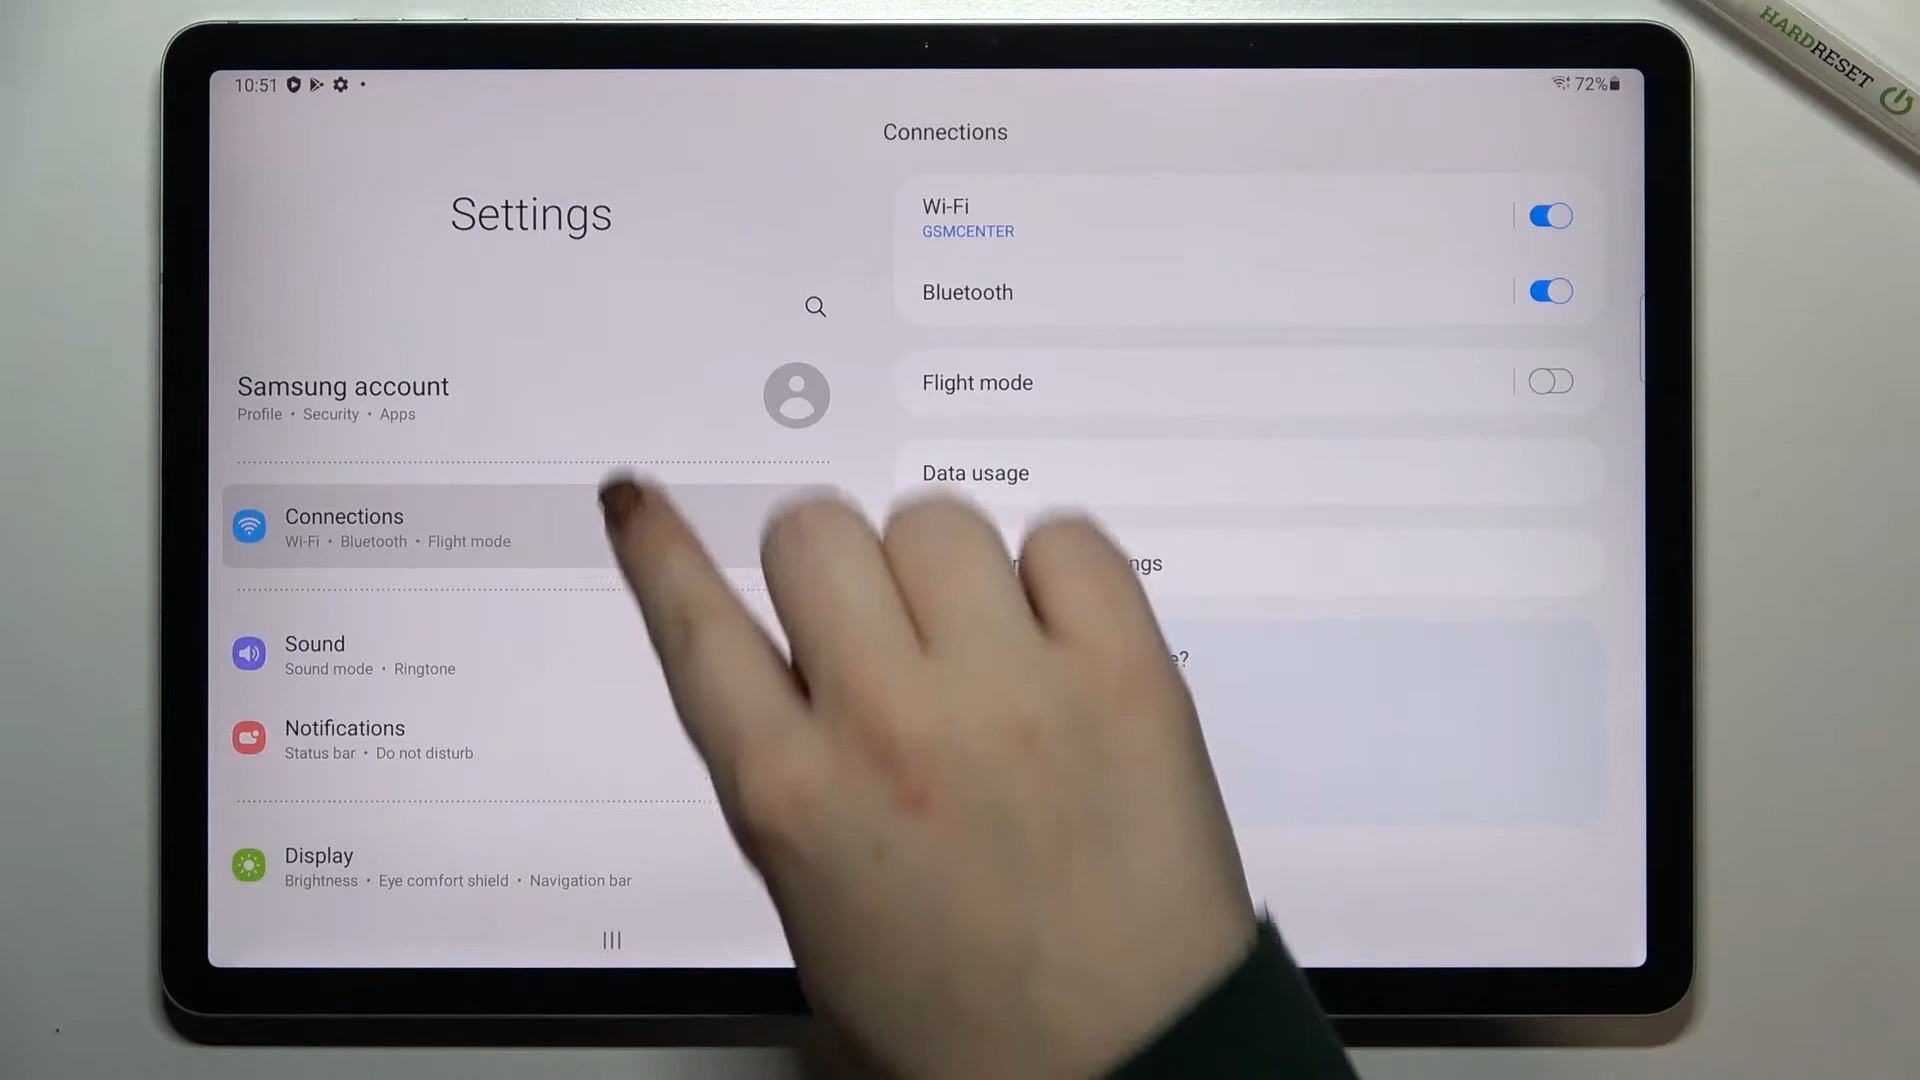 HARDRESET
10:51
72%
Connections
Settings
Wi-Fi
GSMCENTER
Bluetooth
Samsung account
Profile • Security • Apps
Flight mode
Data usage
Connections
Wi-Fi • Bluetooth • Flight mode
ngs
e?
Sound
Sound mode • Ringtone
Notifications
Status bar • Do not disturb
Display
Brightness • Eye comfort shield • Navigation bar